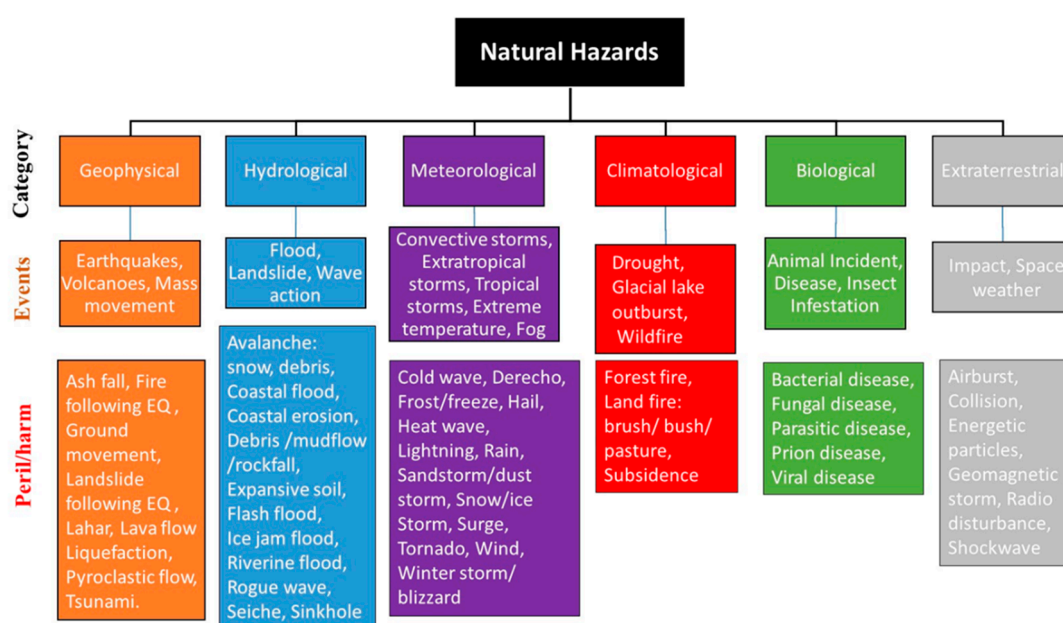 Natural Hazards
Category
Geophysical
Hydrological
Meteorological
Climatological
Biological
Extraterrestrial
Events
Earthquakes,
Volcanoes, Mass
movement
Flood,
Landslide, Wave
action
Convective storms,
Extratropical
storms, Tropical
storms, Extreme
temperature, Fog
Drought,
Glacial lake
outburst,
Wildfire
Animal Incident,
Disease, Insect
Infestation
Impact, Space
weather
Peril/harm
Ash fall, Fire
following EQ ,
Ground
movement,
Landslide
following EQ ,
Lahar, Lava flow
Liquefaction,
Pyroclastic flow,
Tsunami.
Avalanche:
snow, debris,
Coastal flood,
Coastal erosion,
Debris /mudflow
/rockfall,
Expansive soil,
Flash flood,
Ice jam flood,
Riverine flood,
Rogue wave,
Seiche, Sinkhole
Cold wave, Derecho,
Frost/freeze, Hail,
Heat wave,
Lightning, Rain,
Sandstorm/dust
storm, Snow/ice
Storm, Surge,
Tornado, Wind,
Winter storm/
blizzard
Forest fire,
Land fire:
brush/ bush/
pasture,
Subsidence
Bacterial disease,
Fungal disease,
Parasitic disease,
Prion disease,
Viral disease
Airburst,
Collision,
Energetic
particles,
Geomagnetic
storm, Radio
disturbance,
Shockwave